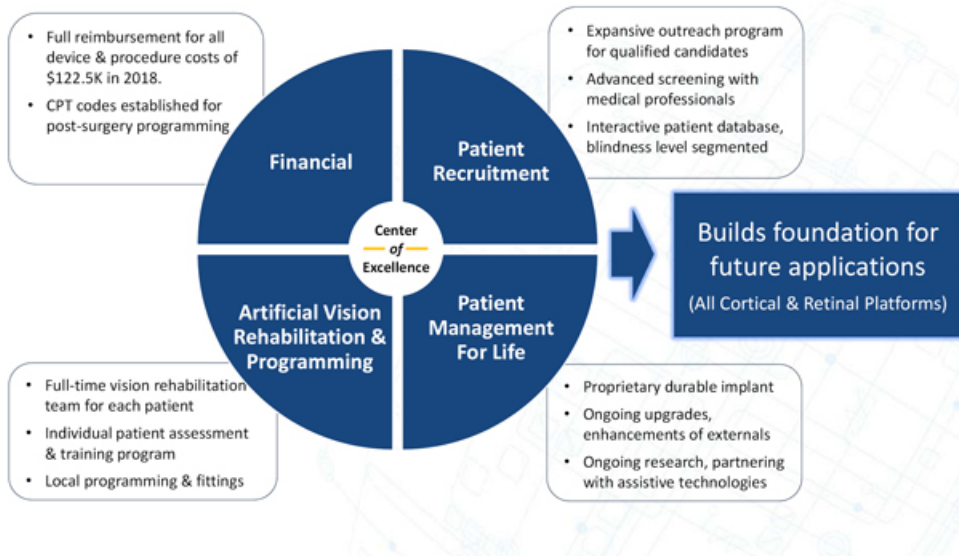 • Full reimbursement for all
device & procedure costs of
$122.5K in 2018.
• CPT codes established for
post-surgery programming
• Expansive outreach program
for qualified candidates
• Advanced screening with
medical professionals
• Interactive patient database,
blindness level segmented
Financial
Patient
Recruitment
Center
of
Excellence
Artificial Vision
Rehabilitation &
Programming
Patient
Management
For Life
Builds foundation for
future applications
(All Cortical & Retinal Platforms)
• Full-time vision rehabilitation
team for each patient
• Individual patient assessment
& training program
• Local programming & fittings
• Proprietary durable implant
• Ongoing upgrades,
enhancements of externals
• Ongoing research, partnering
with assistive technologies